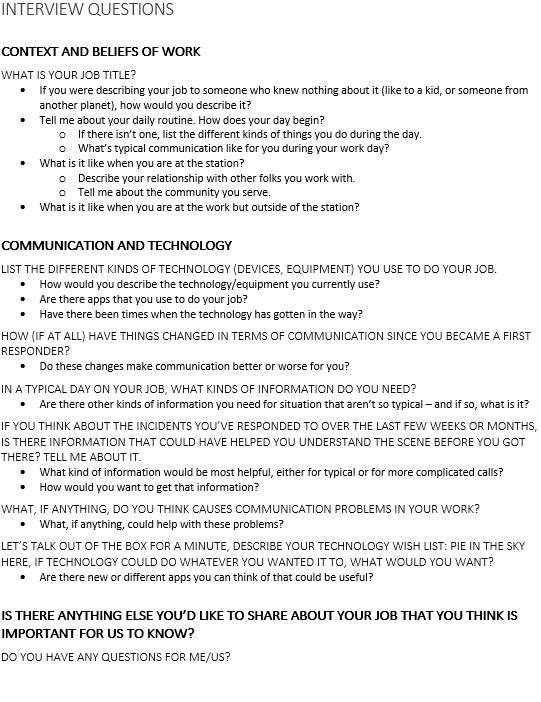 INTERVIEW QUESTIONS
CONTEXT AND BELIEFS OF WORK
WHAT IS YOUR JOB TITLE?
• If you were describing your job to someone who knew nothing about it (like to a kid, or someone from
another planet), how would you describe it?
• Tell me about your daily routine. How does your day begin?
o If there isn't one, list the different kinds of things you do during the day.
o What's typical communication like for you during your work day?
• What is it like when you are at the station?
o Describe your relationship with other folks you work with.
o Tell me about the community you serve.
• What is it like when you are at the work but outside of the station?
COMMUNICATION AND TECHNOLOGY
LIST THE DIFFERENT KINDS OF TECHNOLOGY (DEVICES, EQUIPMENT) YOU USE TO DO YOUR JOB.
• How would you describe the technology/equipment you currently use?
• Are there apps that you use to do your job?
• Have there been times when the technology has gotten in the way?
HOW (IF AT ALL) HAVE THINGS CHANGED IN TERMS OF COMMUNICATION SINCE YOU BECAME A FIRST
RESPONDER?
• Do these changes make communication better or worse for you?
IN A TYPICAL DAY ON YOUR JOB, WHAT KINDS OF INFORMATION DO YOU NEED?
• Are there other kinds of information you need for situation that aren't so typical – and if so, what is it?
IF YOU THINK ABOUT THE INCIDENTS YOU'VE RESPONDED TO OVER THE LAST FEW WEEKS OR MONTHS,
IS THERE INFORMATION THAT COULD HAVE HELPED YOU UNDERSTAND THE SCENE BEFORE YOU GOT
THERE? TELL ME ABOUT IT.
• What kind of information would be most helpful, either for typical or for more complicated calls?
• How would you want to get that information?
WHAT, IF ANYTHING, DO YOU THINK CAUSES COMMUNICATION PROBLEMS IN YOUR WORK?
• What, if anything, could help with these problems?
LET'S TALK OUT OF THE BOX FOR A MINUTE, DESCRIBE YOUR TECHNOLOGY WISH LIST: PIE IN THE SKY
HERE, IF TECHNOLOGY COULD DO WHATEVER YOU WANTED IT TO, WHAT WOULD YOU WANT?
• Are there new or different apps you can think of that could be useful?
IS THERE ANYTHING ELSE YOU'D LIKE TO SHARE ABOUT YOUR JOB THAT YOU THINK IS
IMPORTANT FOR US TO KNOW?
DO YOU HAVE ANY QUESTIONS FOR ME/US?